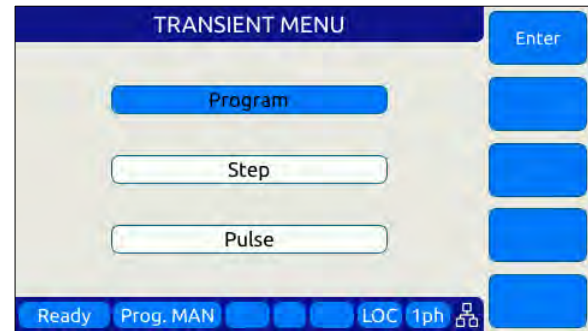 TRANSIENT MENU
Enter
Program
Step
Pulse
Ready Prog. MAN LOC 1ph